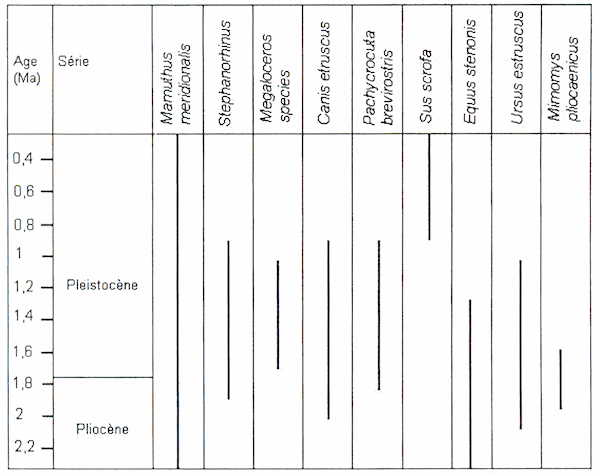 Age
(Ma)
Série
Mamuthus
meridionalis
Stephanorhinus
Megaloceros
species
Canis etruscus
Pachycrocuta
brevirostris
Sus scrofa
Equus stenonis
Ursus estruscus
Mimomys
pliocaenicus
0,4
0,6
0,8
1
1,2
1,4
1,6
1,8
2
2,2
Pleistocène
Pliocène